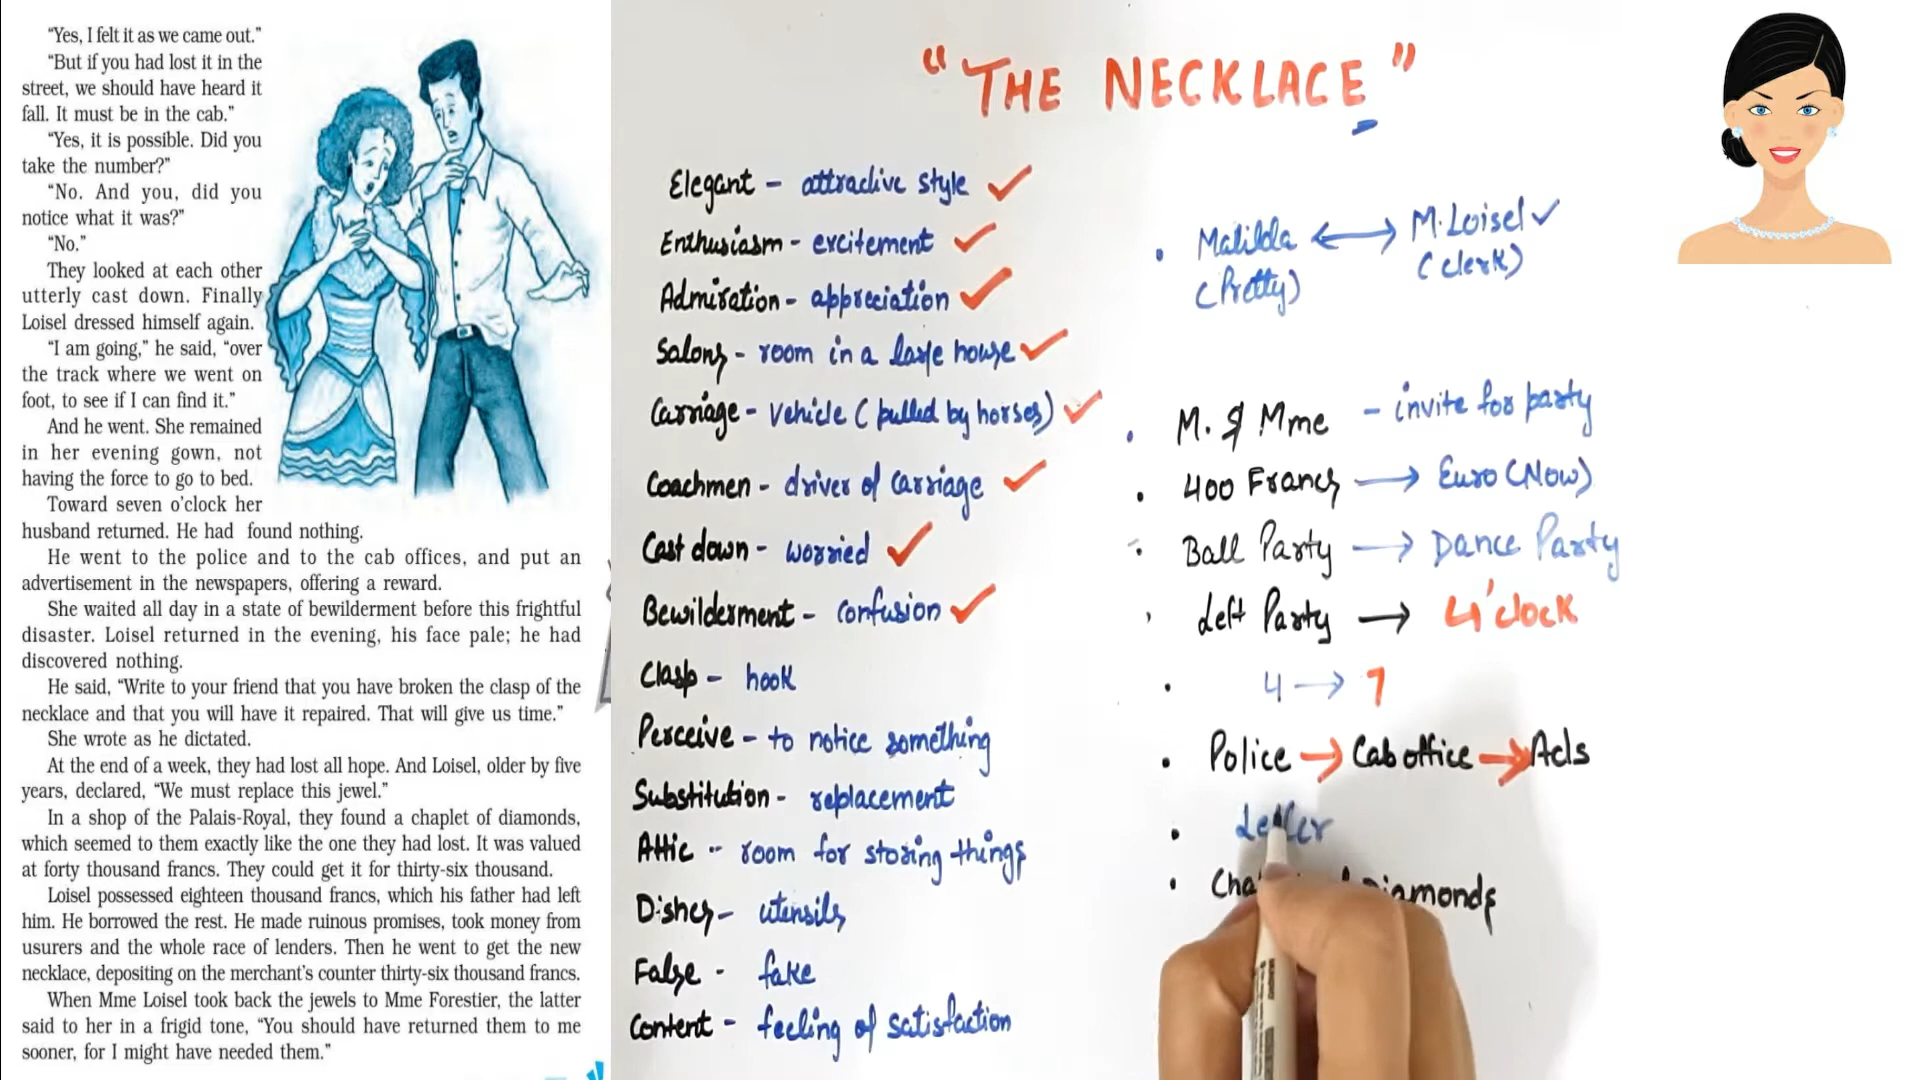 “Yes, I felt it as we came out.”
“But if you had lost it in the
street, we should have heard it
fall. It must be in the cab.”
“Yes, it is possible. Did you
take the number?”
“No. And you, did you
notice what it was?”
“No.”
They looked at each other
utterly cast down. Finally
Loisel dressed himself again.
“I am going,” he said, “over
the track where we went on
foot, to see if I can find it.”
And he went. She remained
in her evening gown, not
having the force to go to bed.
Toward seven o’clock her
husband returned. He had found nothing.
He went to the police and to the cab offices, and put an
advertisement in the newspapers, offering a reward.
She waited all day in a state of bewilderment before this frightful
disaster. Loisel returned in the evening, his face pale; he had
discovered nothing.
He said, “Write to your friend that you have broken the clasp of the
necklace and that you will have it repaired. That will give us time.”
She wrote as he dictated.
At the end of a week, they had lost all hope. And Loisel, older by five
years, declared, “We must replace this jewel.”
In a shop of the Palais-Royal, they found a chaplet of diamonds,
which seemed to them exactly like the one they had lost. It was valued
at forty thousand francs. They could get it for thirty-six thousand.
Loisel possessed eighteen thousand francs, which his father had left
him. He borrowed the rest. He made ruinous promises, took money from
usurers and the whole race of lenders. Then he went to get the new
necklace, depositing on the merchant’s counter thirty-six thousand francs.
When Mme Loisel took back the jewels to Mme Forestier, the latter
said to her in a frigid tone, “You should have returned them to me
sooner, for I might have needed them.”
“THE NECKLACE”
Elegant - attractive style ✓
Enthusiasm - excitement ✓
Admiration - appreciation ✓
Salons - room in a large house ✓
Carriage - vehicle (pulled by horses) ✓
Coachmen - driver of carriage ✓
Cast down - worried ✓
Bewilderment - confusion ✓
Clasp - hook
Perceive - to notice something
Substitution - replacement
Attic - room for storing things
Dishes - utensils
False - fake
Content - feeling of satisfaction
• Matilda ↔ M. Loisel ✓
(Pretty) (clerk)
• M. & Mme - invite for party
• 400 Francs → Euro (Now)
• Ball Party → Dance Party
• Left Party → 4'clock
• 4 → 7
• Police → Cab office → Ads
• Letter
• Diamonds